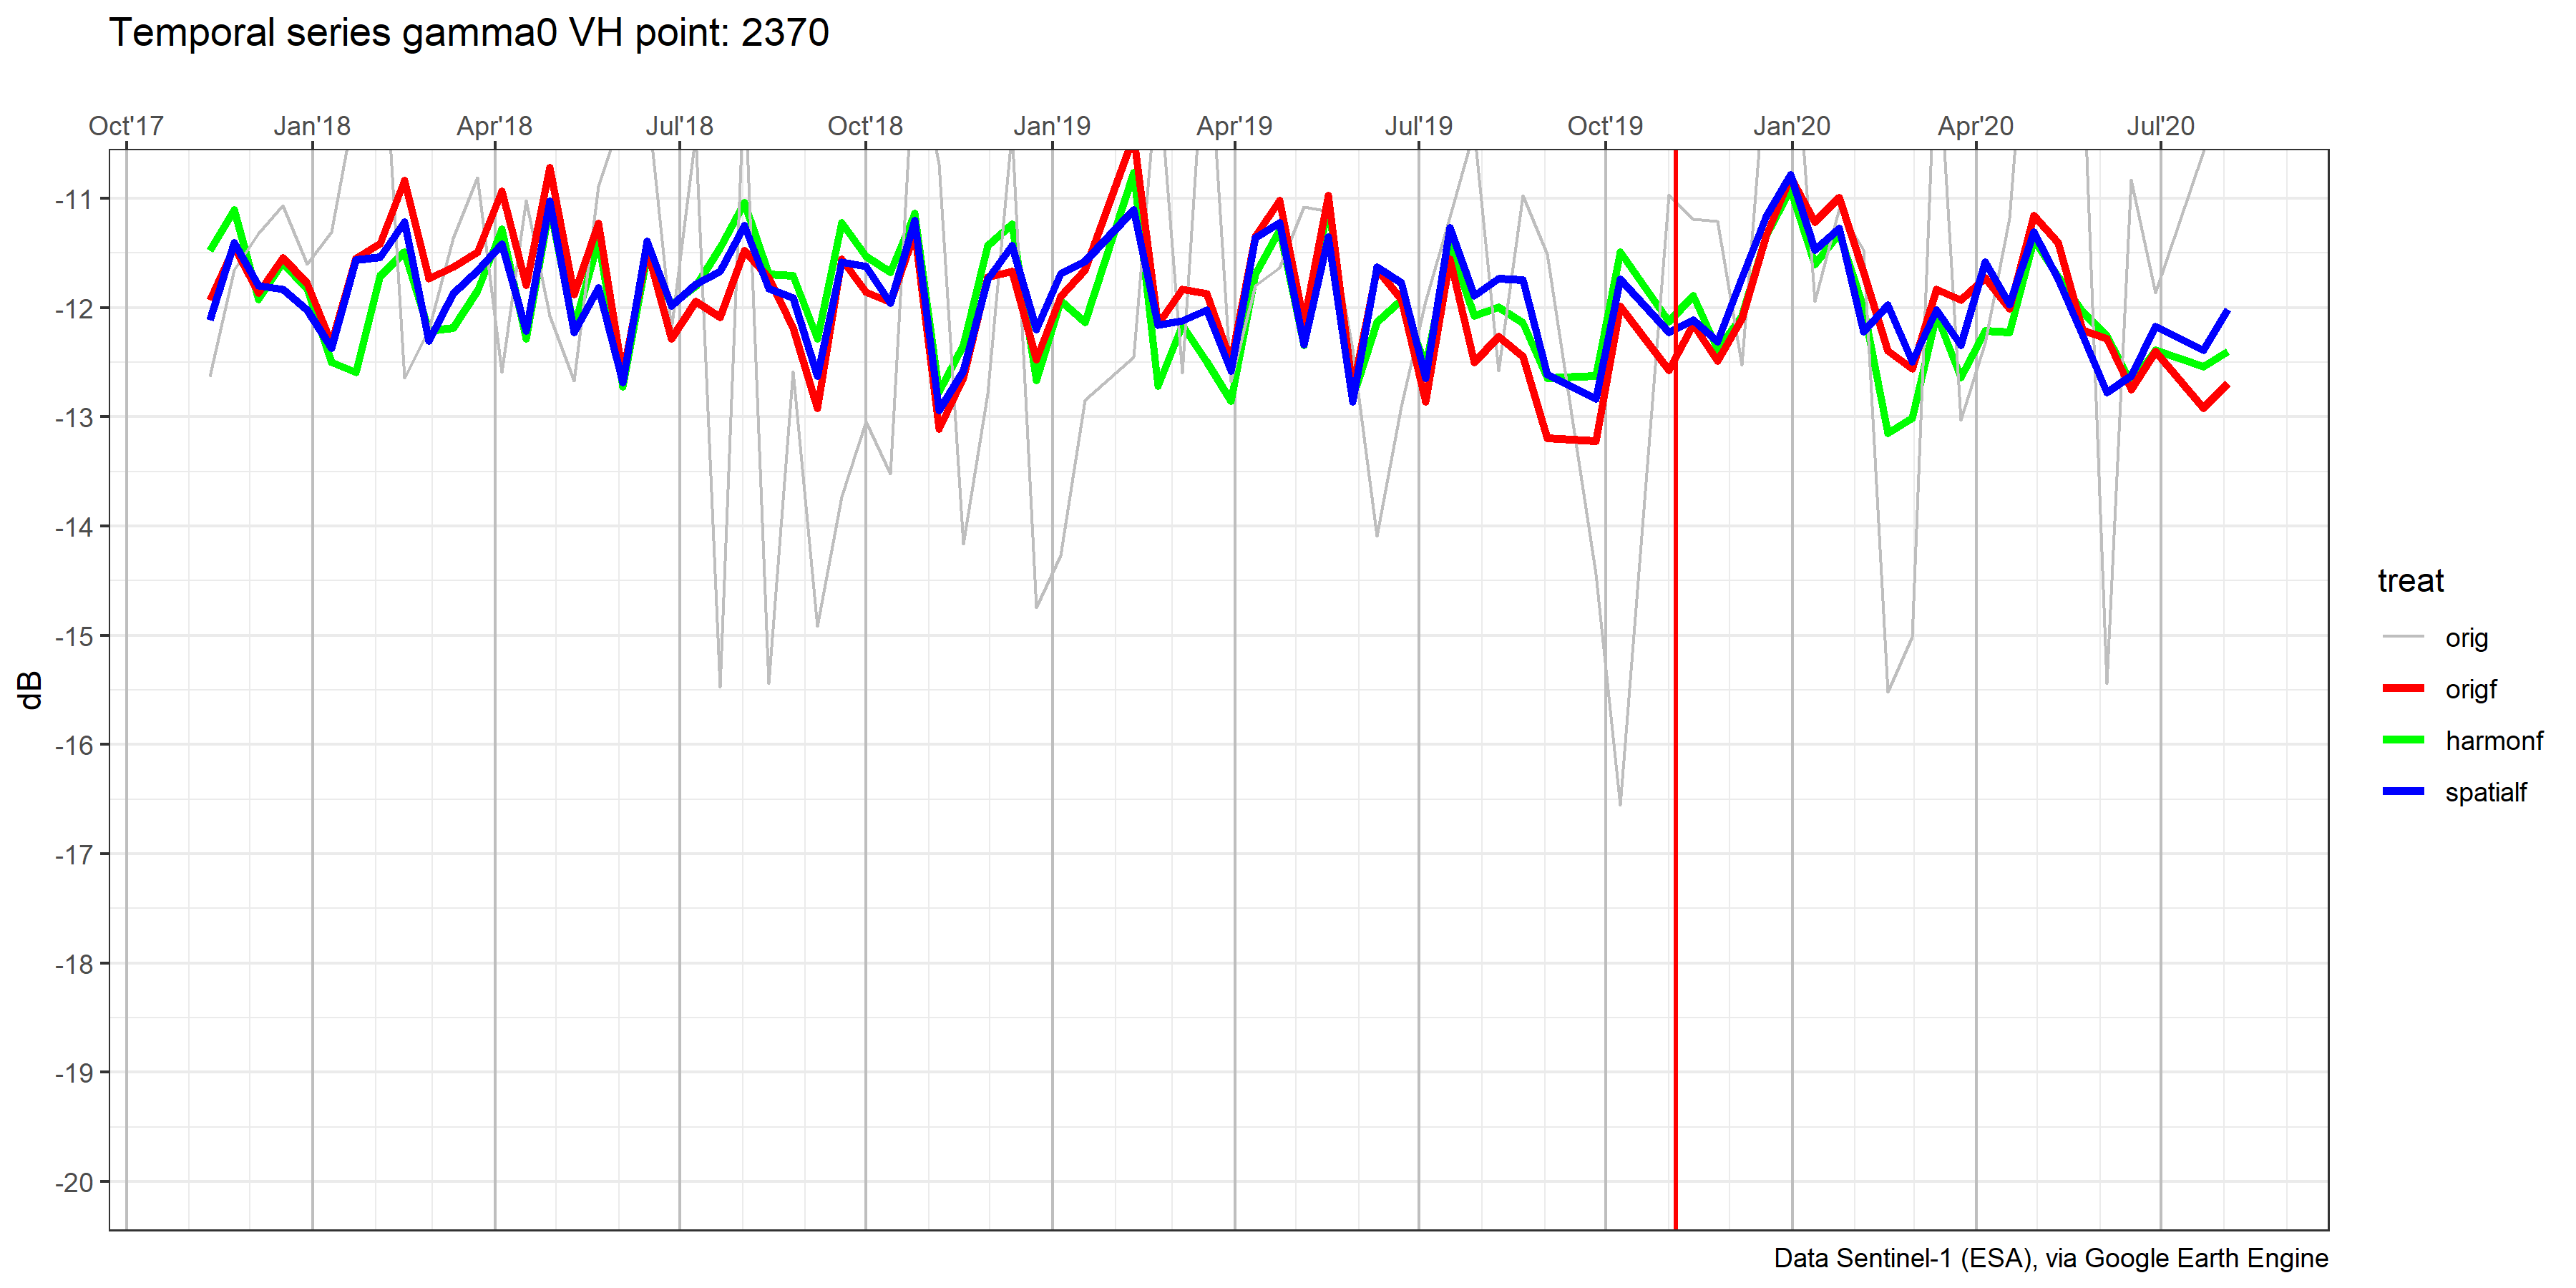 Temporal series gamma0 VH point: 2370
Oct'17 Jan'18 Apr'18 Jul'18 Oct'18 Jan'19 Apr'19 Jul'19 Oct'19 Jan'20 Apr'20 Jul'20
-11
-12
-13
-14
-15
-16
-17
-18
-19
-20
dB
treat
orig
origf
harmonf
spatialf
Data Sentinel-1 (ESA), via Google Earth Engine